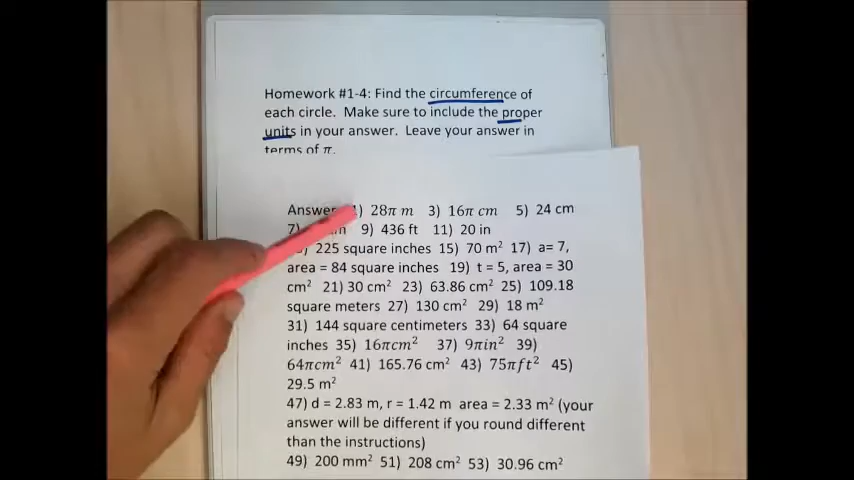 Homework #1-4: Find the circumference of
each circle. Make sure to include the proper
units in your answer. Leave your answer in
terms of π.
1) 28π m 3) 16π cm 5) 24 cm
7) 9) 436 ft 11) 20 in
225 square inches 15) 70 m² 17) a= 7,
area = 84 square inches 19) t = 5, area = 30
cm² 21) 30 cm² 23) 63.86 cm² 25) 109.18
square meters 27) 130 cm² 29) 18 m²
31) 144 square centimeters 33) 64 square
inches 35) 16πcm² 37) 9πin² 39)
64πcm² 41) 165.76 cm² 43) 75πft² 45)
29.5 m²
47) d = 2.83 m, r = 1.42 m area = 2.33 m² (your
answer will be different if you round different
than the instructions)
49) 200 mm² 51) 208 cm² 53) 30.96 cm²